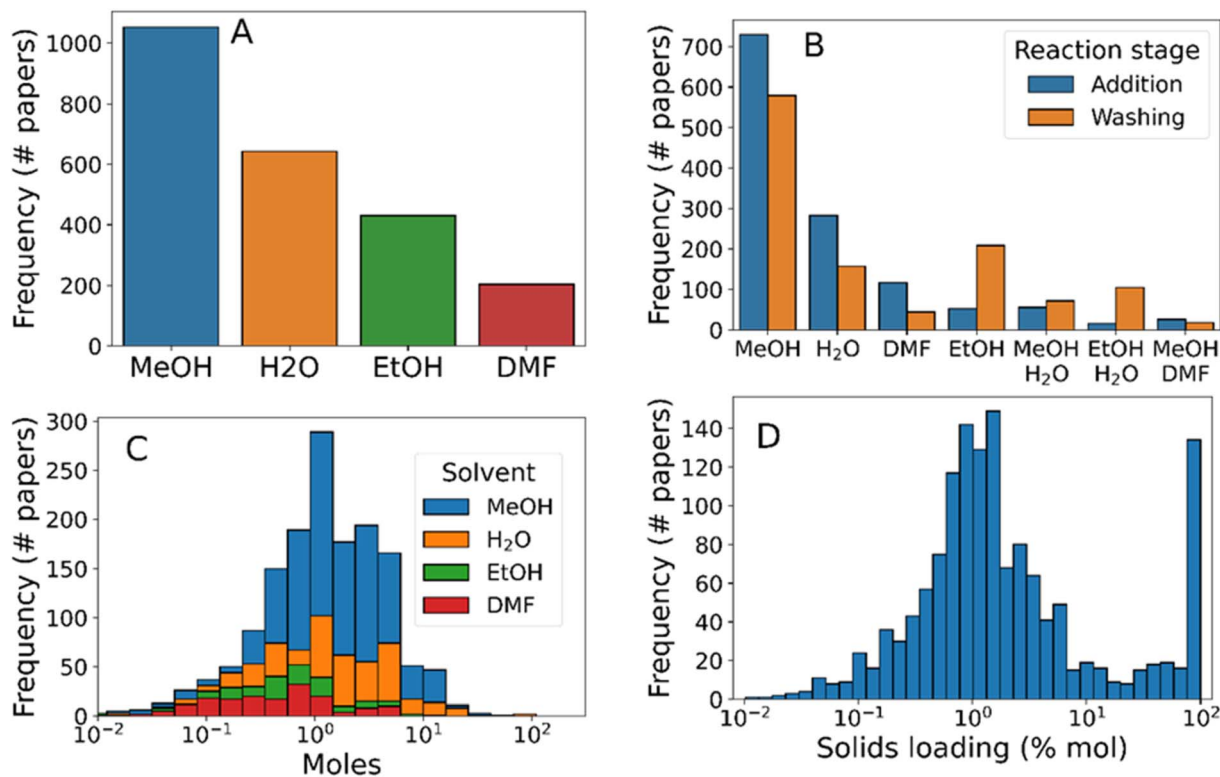 A
Frequency (# papers)
1000
800
600
400
200
0
MeOH H2O EtOH DMF
B
Reaction stage
Addition
Washing
Frequency (# papers)
700
600
500
400
300
200
100
0
MeOH H₂O DMF EtOH MeOH EtOH MeOH
H₂O H₂O DMF
C
Solvent
MeOH
H₂O
EtOH
DMF
Frequency (# papers)
300
250
200
150
100
50
0
10⁻² 10⁻¹ 10⁰ 10¹ 10²
Moles
D
Frequency (# papers)
140
120
100
80
60
40
20
0
10⁻² 10⁻¹ 10⁰ 10¹ 10²
Solids loading (% mol)